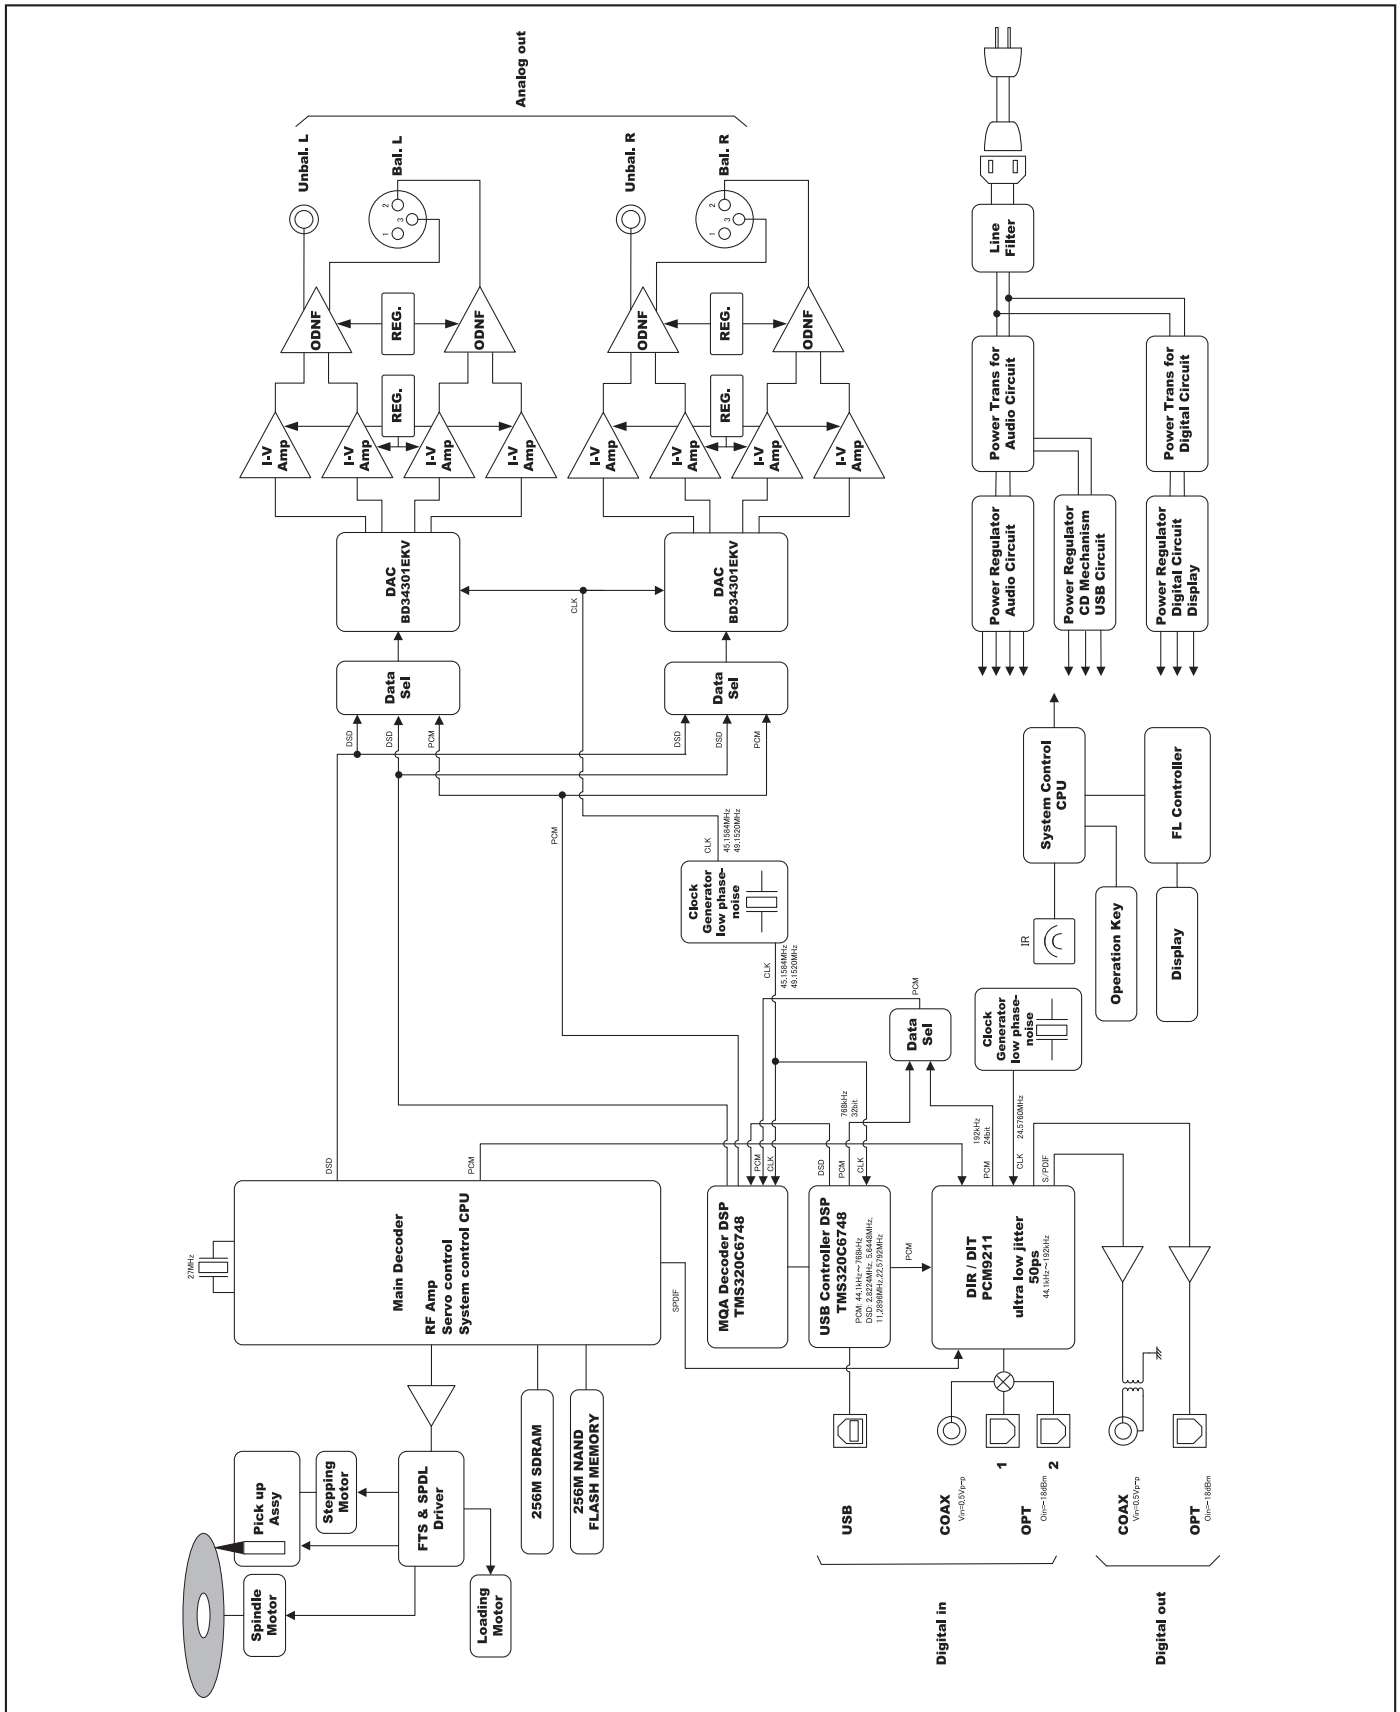 Analog out
Unbal. L
Bal. L
Unbal. R
Bal. R
1
2
3
1
2
3
ODNF
REG.
ODNF
ODNF
REG.
ODNF
I-V
Amp
I-V
Amp
REG.
I-V
Amp
I-V
Amp
I-V
Amp
I-V
Amp
REG.
I-V
Amp
I-V
Amp
DAC
BD34301EKV
DAC
BD34301EKV
CLK
Data
Sel
Data
Sel
DSD
DSD
PCM
DSD
DSD
PCM
PCM
CLK
45.1584MHz
49.1520MHz
Clock
Generator
low phase-
noise
CLK
45.1584MHz
49.1520MHz
PCM
Data
Sel
Clock
Generator
low phase-
noise
Line
Filter
Power Trans for
Audio Circuit
Power Trans for
Digital Circuit
Power Regulator
Audio Circuit
Power Regulator
CD Mechanism
USB Circuit
Power Regulator
Digital Circuit
Display
System Control
CPU
FL Controller
IR
Operation Key
Display
DSD
PCM
PCM
CLK
DSD
PCM
768kHz
32bit
CLK
PCM
192kHz
24bit
CLK
24.5760MHz
S/PDIF
27MHz
Main Decoder
RF Amp
Servo control
System control CPU
SPDIF
MQA Decoder DSP
TMS320C6748
USB Controller DSP
TMS320C6748
PCM: 44.1kHz～768kHz
DSD: 2.8224MHz, 5.6448MHz,
11.2896MHz,22.5792MHz
PCM
DIR / DIT
PCM9211
ultra low jitter
50ps
44.1kHz～192kHz
Pick up
Assy
Stepping
Motor
FTS & SPDL
Driver
256M SDRAM
256M NAND
FLASH MEMORY
Spindle
Motor
Loading
Motor
USB
COAX
Vin=0.5Vp-p
1
OPT
Oin=-18dBm
2
COAX
Vin=0.5Vp-p
OPT
Oin=-18dBm
Digital in
Digital out